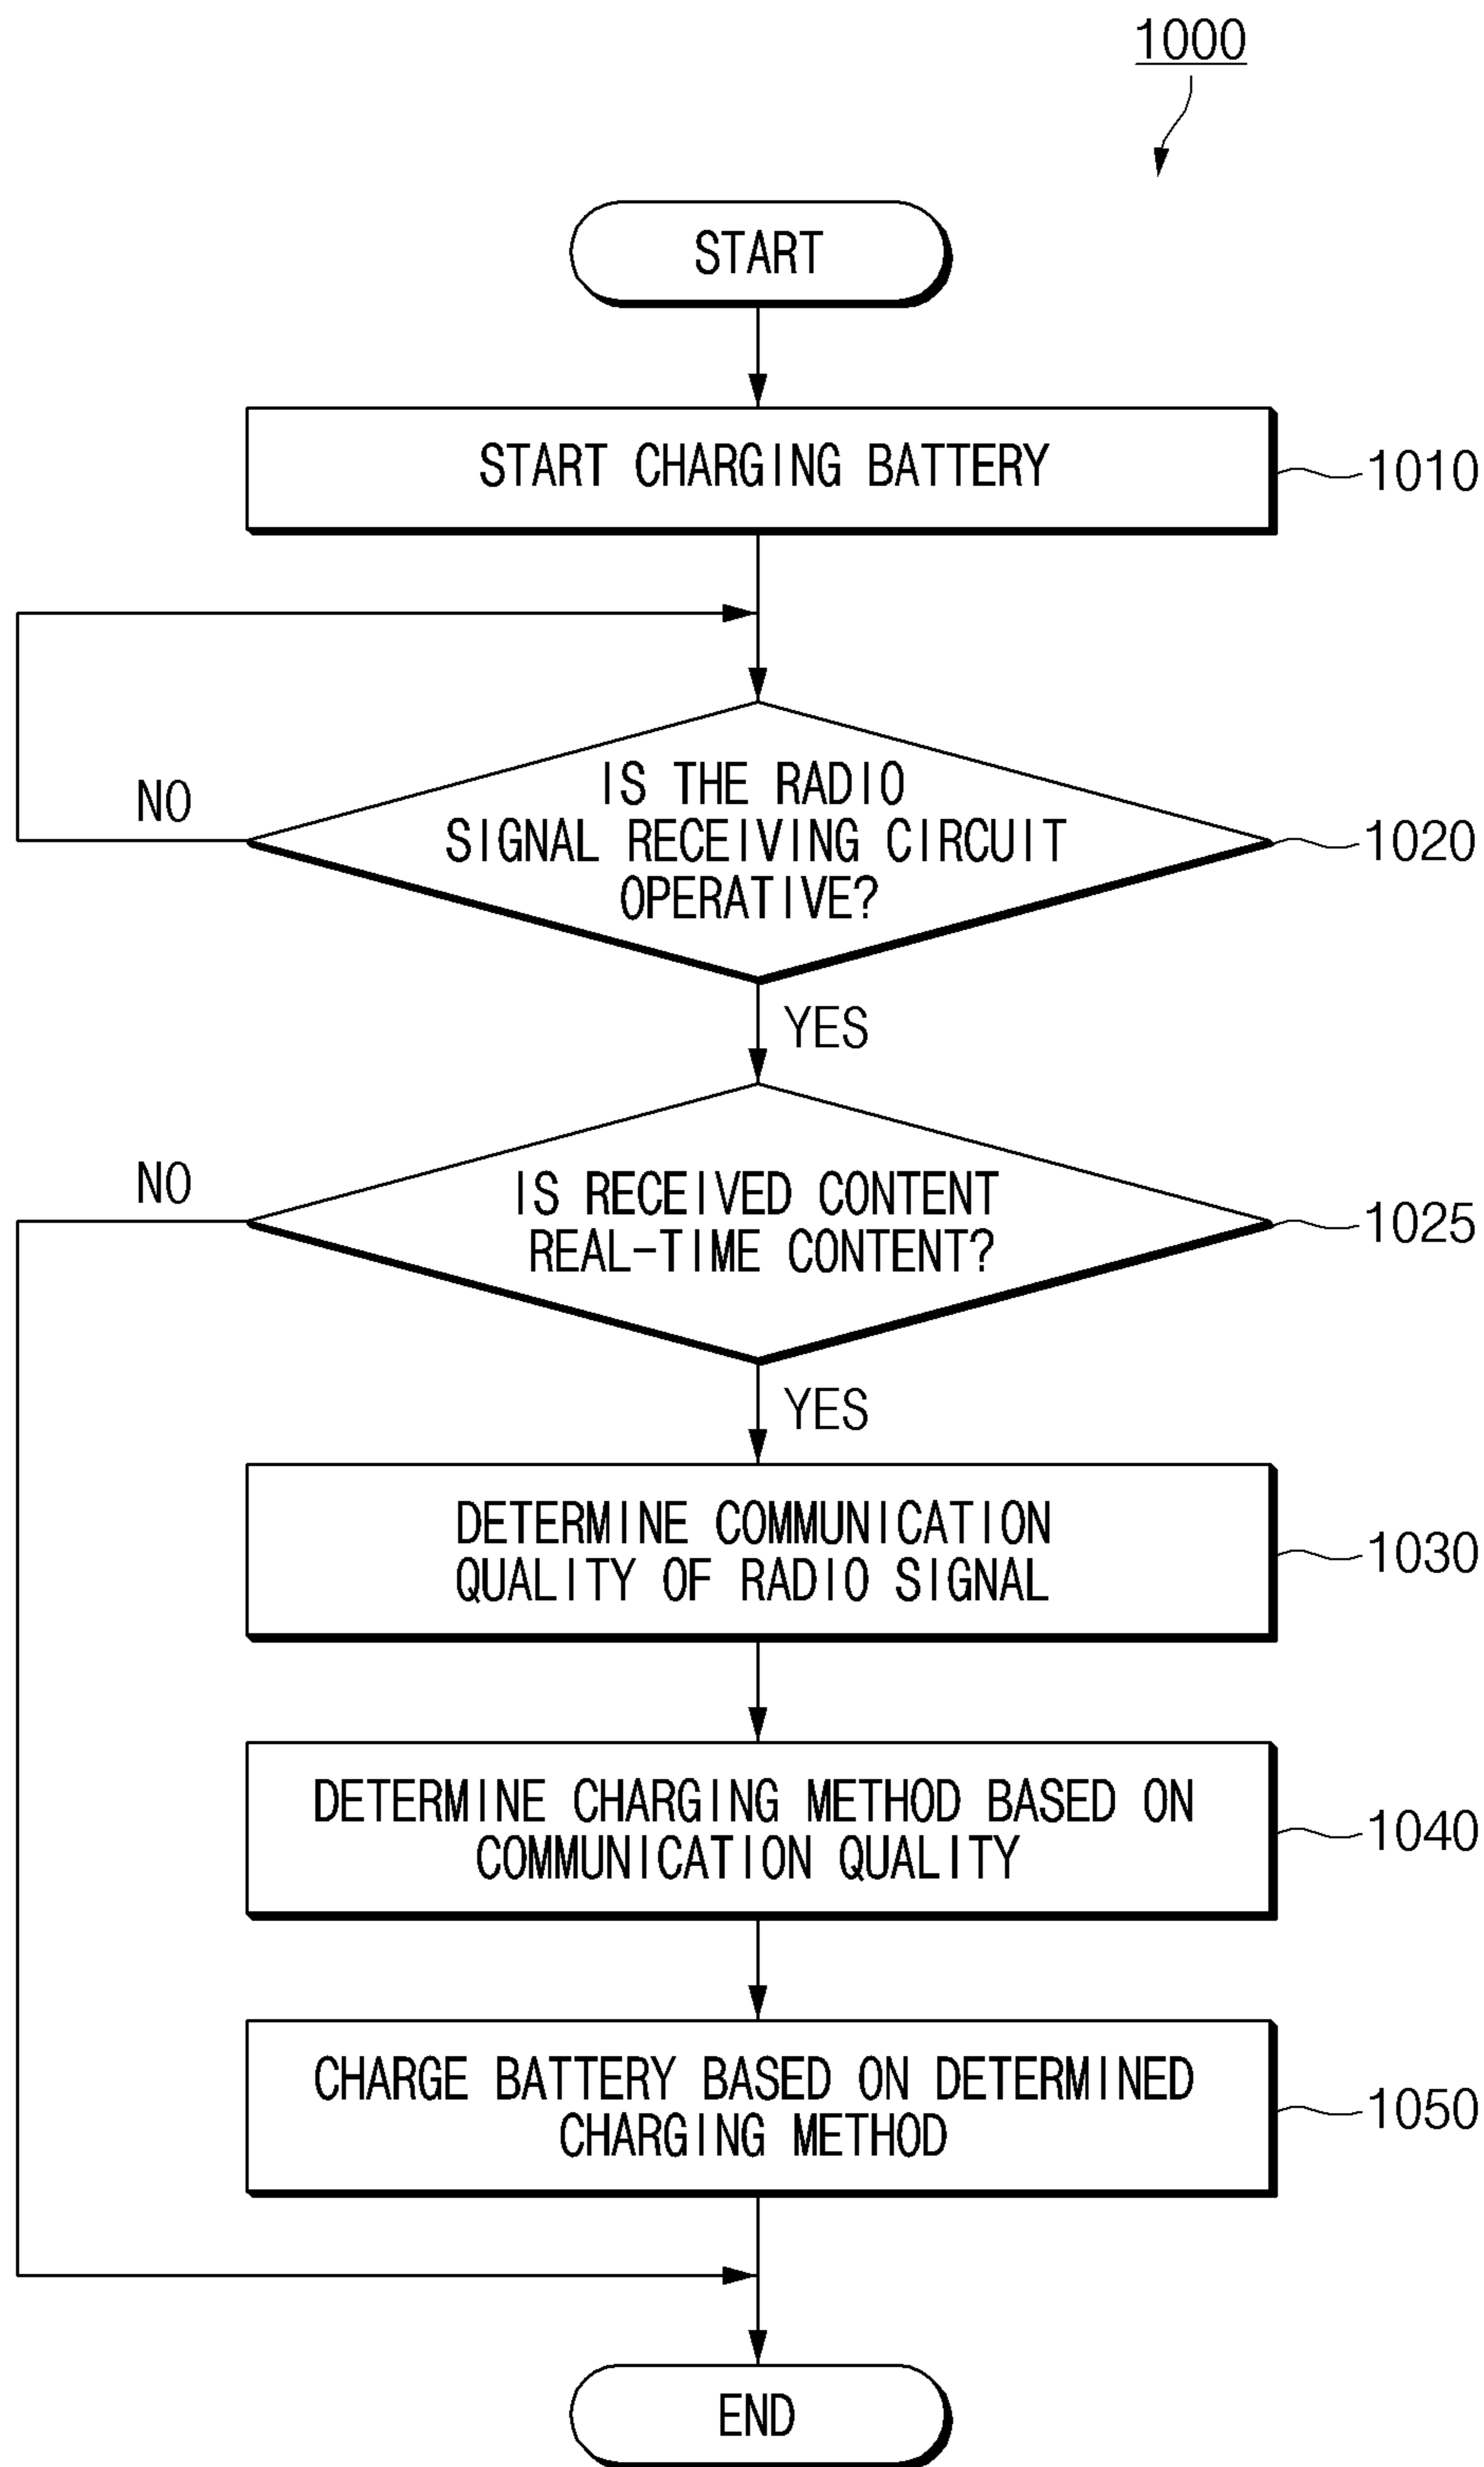 1000
START
START CHARGING BATTERY
1010
IS THE RADIO
SIGNAL RECEIVING CIRCUIT
OPERATIVE?
1020
NO
YES
IS RECEIVED CONTENT
REAL-TIME CONTENT?
1025
NO
YES
DETERMINE COMMUNICATION
QUALITY OF RADIO SIGNAL
1030
DETERMINE CHARGING METHOD BASED ON
COMMUNICATION QUALITY
1040
CHARGE BATTERY BASED ON DETERMINED
CHARGING METHOD
1050
END